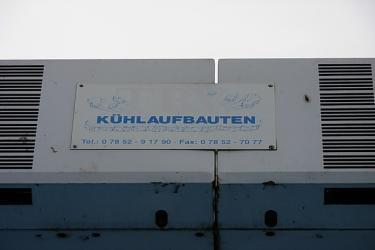 KÜHLAUFBAUTEN
Tel.: 0 78 52 - 9 17 90 - Fax: 0 78 52 - 70 77